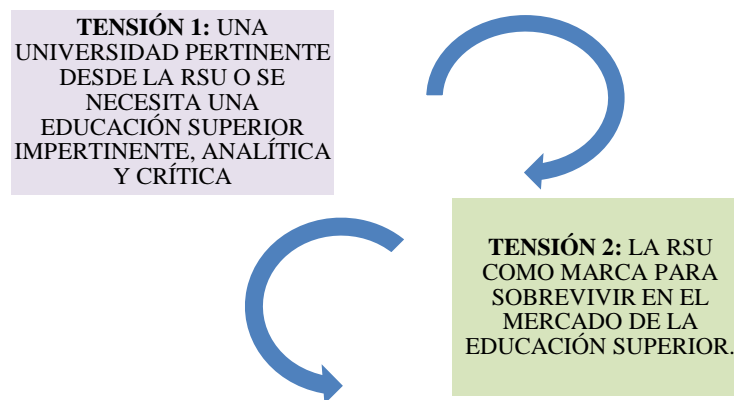 TENSIÓN 1: UNA
UNIVERSIDAD PERTINENTE
DESDE LA RSU O SE
NECESITA UNA
EDUCACIÓN SUPERIOR
IMPERTINENTE, ANALÍTICA
Y CRÍTICA
TENSIÓN 2: LA RSU
COMO MARCA PARA
SOBREVIVIR EN EL
MERCADO DE LA
EDUCACIÓN SUPERIOR.